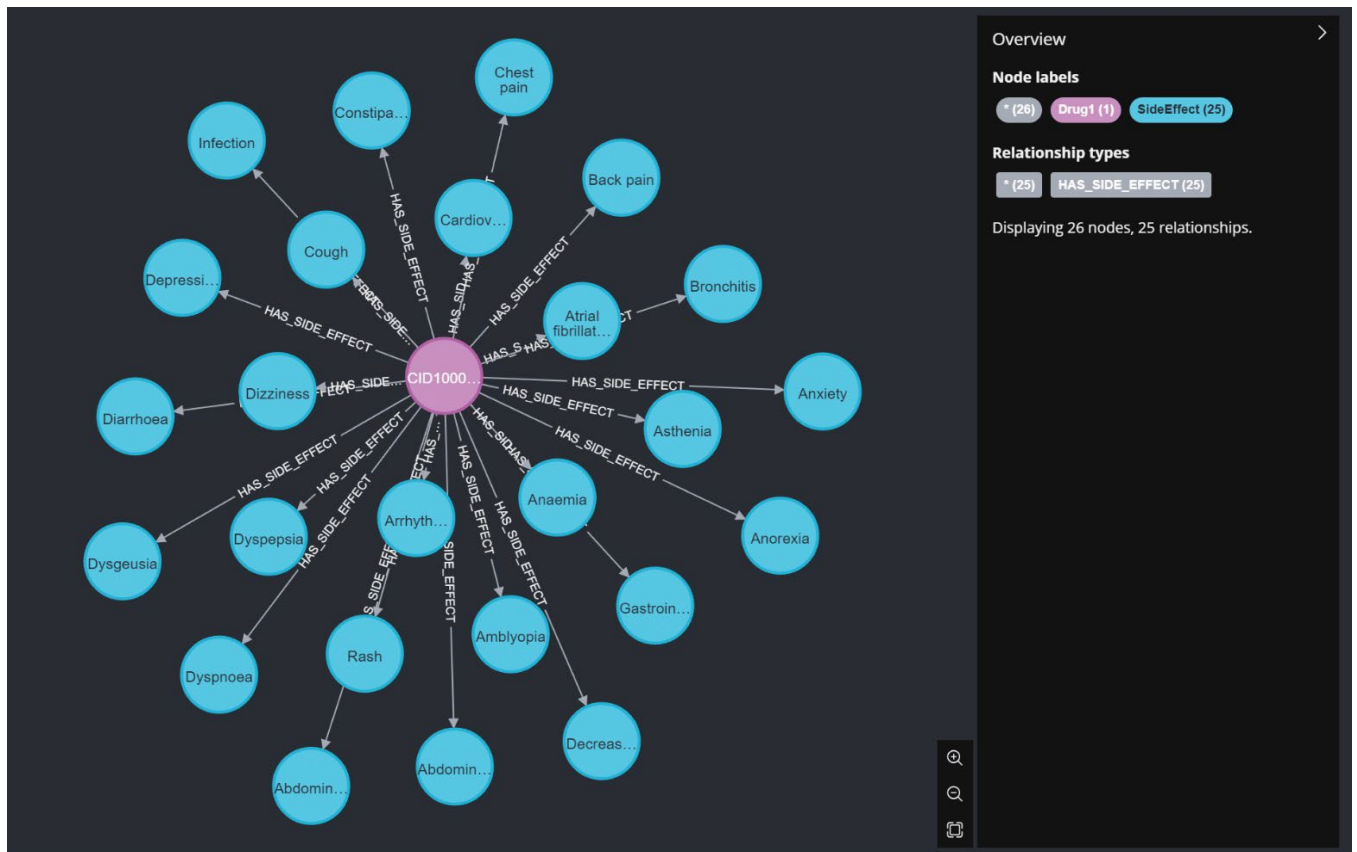 Chest
pain
Constipa...
Infection
Back pain
Cardiov...
Cough
Depressi...
Bronchitis
Atrial
fibrillat...
CID1000...
Dizziness
Anxiety
Diarrhoea
Asthenia
Anaemia
Arrhyth...
Anorexia
Dyspepsia
Dysgeusia
Gastroin...
Amblyopia
Rash
Dyspnoea
Decreas...
Abdomin...
Abdomin...
HAS_SIDE_EFFECT
HAS_SIDE_EFFECT
HAS_SIDE_EFFECT
HAS_SIDE_EFFECT
HAS_SIDE_EFFECT
HAS_SIDE_EFFECT
HAS_SIDE_EFFECT
HAS_SIDE_EFFECT
HAS_SIDE_EFFECT
HAS_SIDE_EFFECT
HAS_SIDE_EFFECT
HAS_SIDE_EFFECT
HAS_SIDE...
Overview
Node labels
* (26) Drug1 (1) SideEffect (25)
Relationship types
* (25) HAS_SIDE_EFFECT (25)
Displaying 26 nodes, 25 relationships.